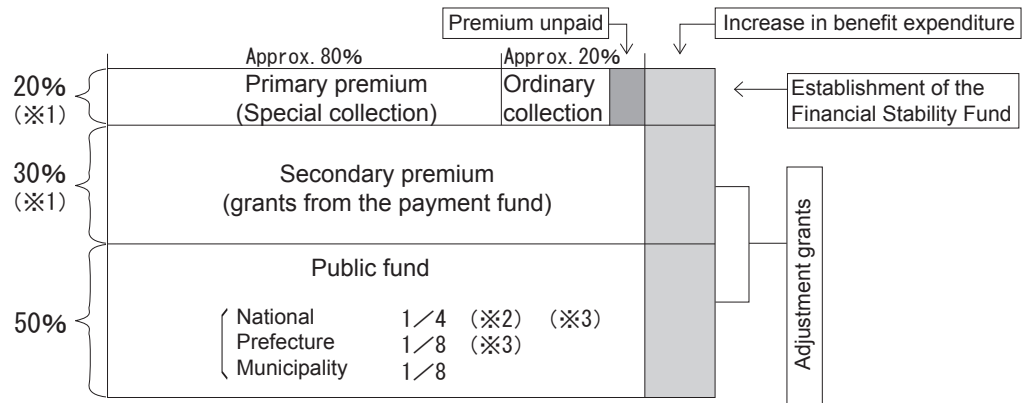 Premium unpaid
Increase in benefit expenditure
Approx. 80%
Approx. 20%
20%
(※1)
Primary premium
(Special collection)
Ordinary
collection
Establishment of the
Financial Stability Fund
30%
(※1)
Secondary premium
(grants from the payment fund)
Adjustment grants
50%
Public fund
National 1／4 (※2) (※3)
Prefecture 1／8 (※3)
Municipality 1／8